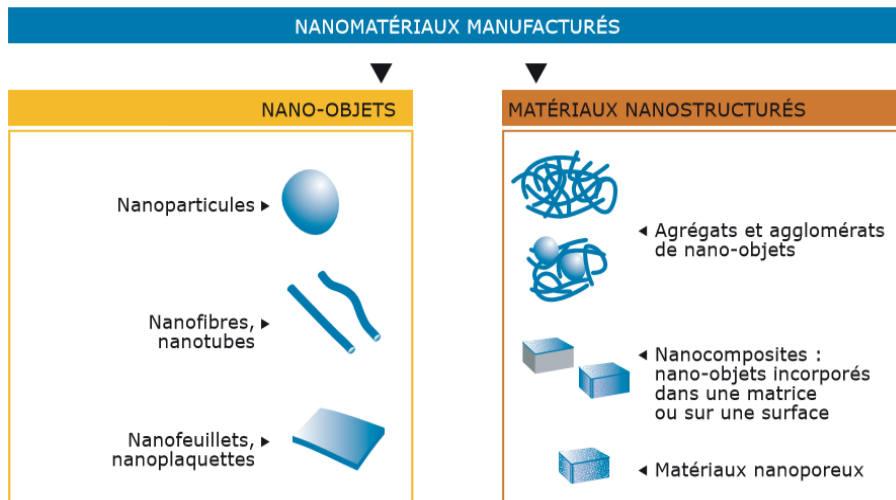 NANOMATÉRIAUX MANUFACTURÉS
NANO-OBJETS
Nanoparticules
Nanofibres,
nanotubes
Nanofeuillets,
nanoplaquettes
MATÉRIAUX NANOSTRUCTURÉS
Agrégats et agglomérats
de nano-objets
Nanocomposites :
nano-objets incorporés
dans une matrice
ou sur une surface
Matériaux nanoporeux